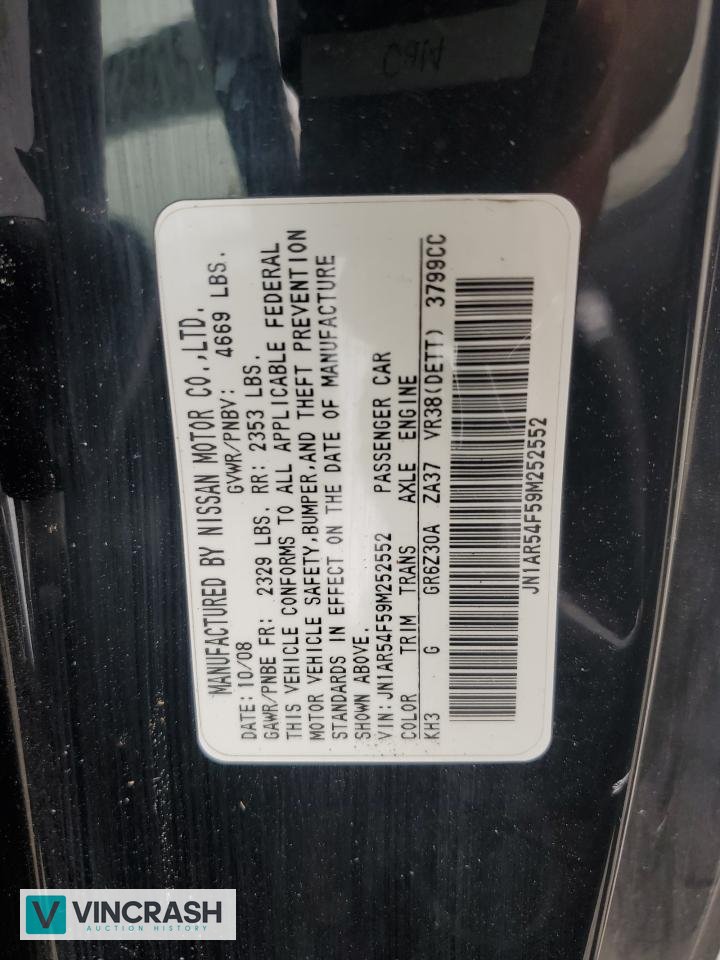 MANUFACTURED BY NISSAN MOTOR CO.,LTD.
DATE:10/08 GVWR/PNBV: 4669 LBS.
GAWR/PNBE FR: 2329 LBS. RR: 2353 LBS.
THIS VEHICLE CONFORMS TO ALL APPLICABLE FEDERAL
MOTOR VEHICLE SAFETY,BUMPER,AND THEFT PREVENTION
STANDARDS IN EFFECT ON THE DATE OF MANUFACTURE
SHOWN ABOVE.
VIN:JN1AR54F59M252552 PASSENGER CAR
COLOR TRIM TRANS AXLE ENGINE
KH3 G GR6Z30A ZA37 VR38(DETT) 3799CC
JN1AR54F59M252552
VINCRASH
AUCTION HISTORY